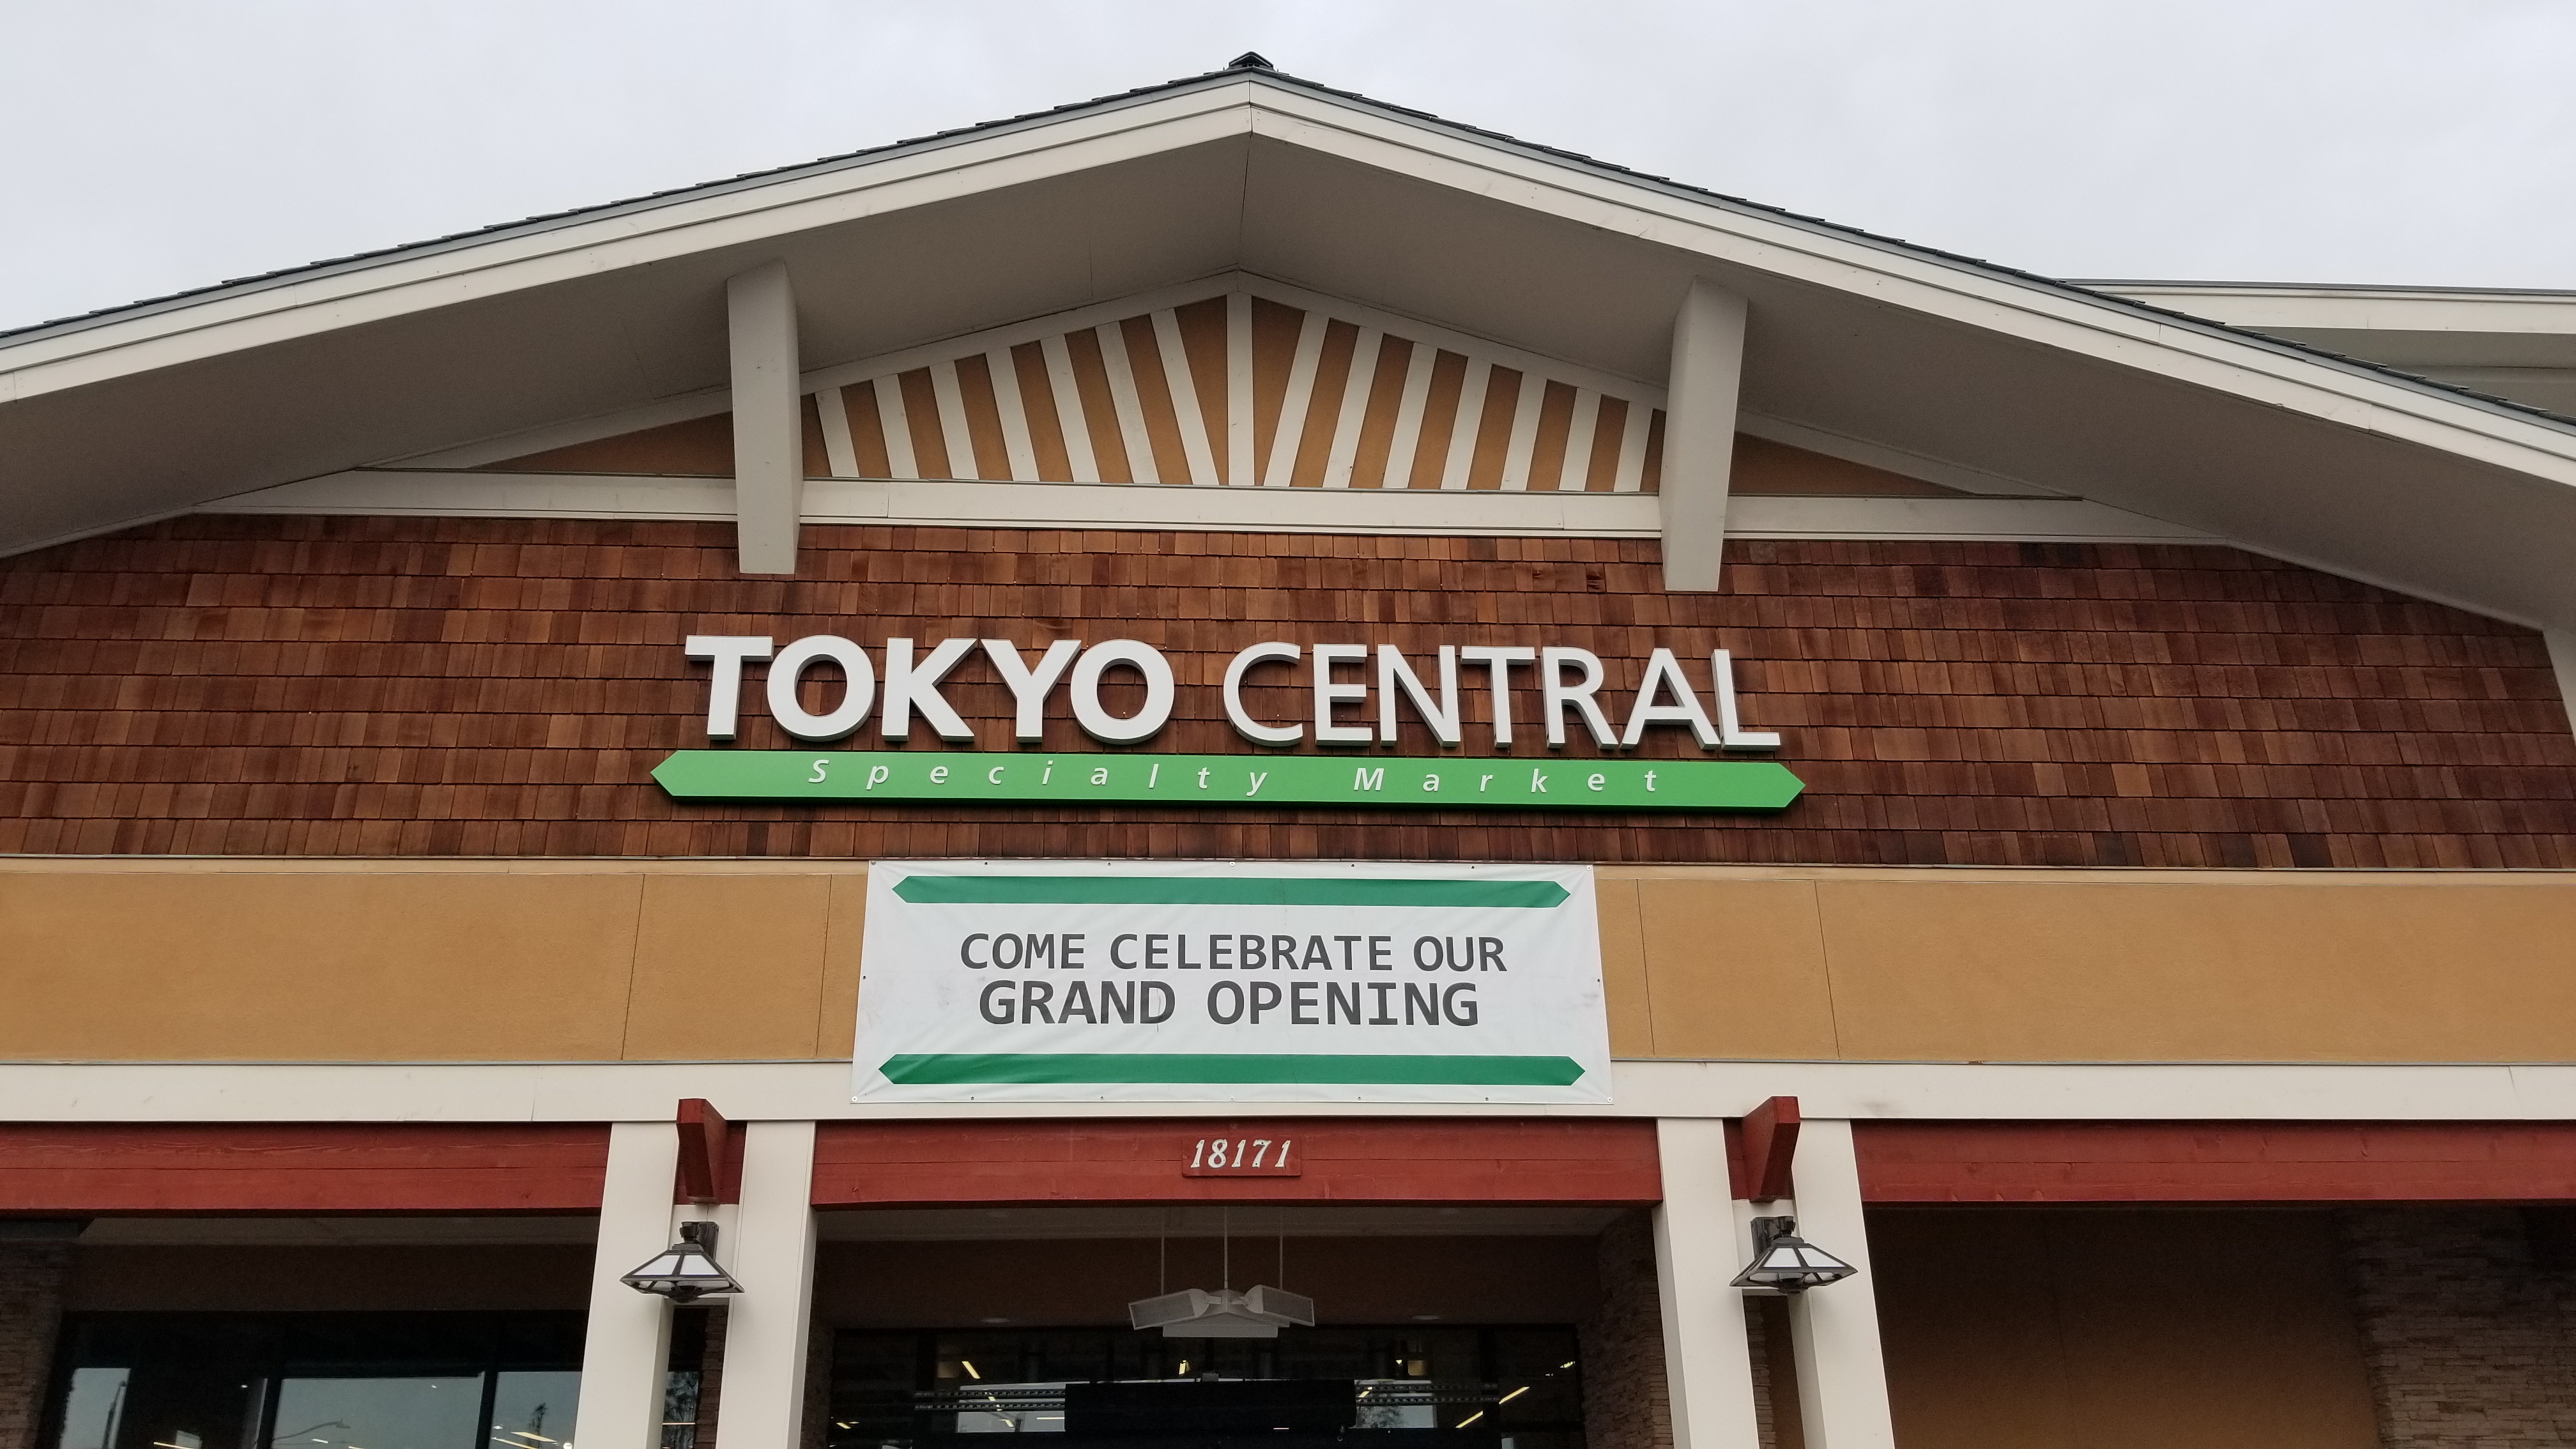 TOKYO CENTRAL
Specialty Market
COME CELEBRATE OUR
GRAND OPENING
18171